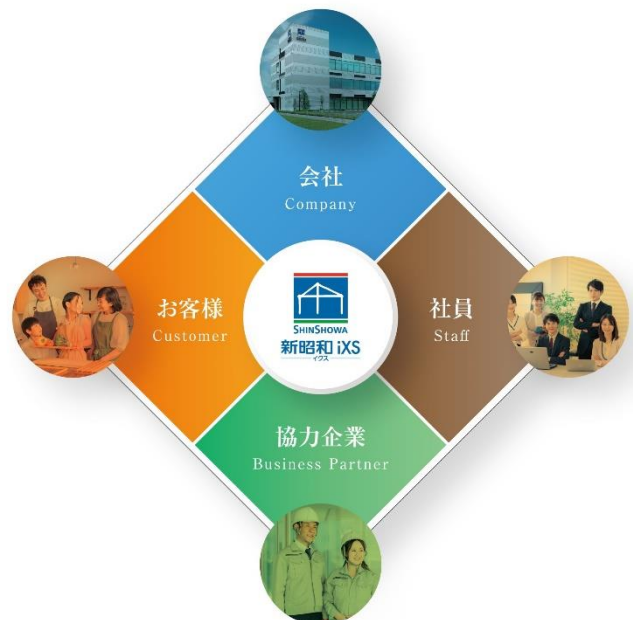 会社
Company
お客様
Customer
SHINSHOWA
新昭和 iXS
イクス
社員
Staff
協力企業
Business Partner